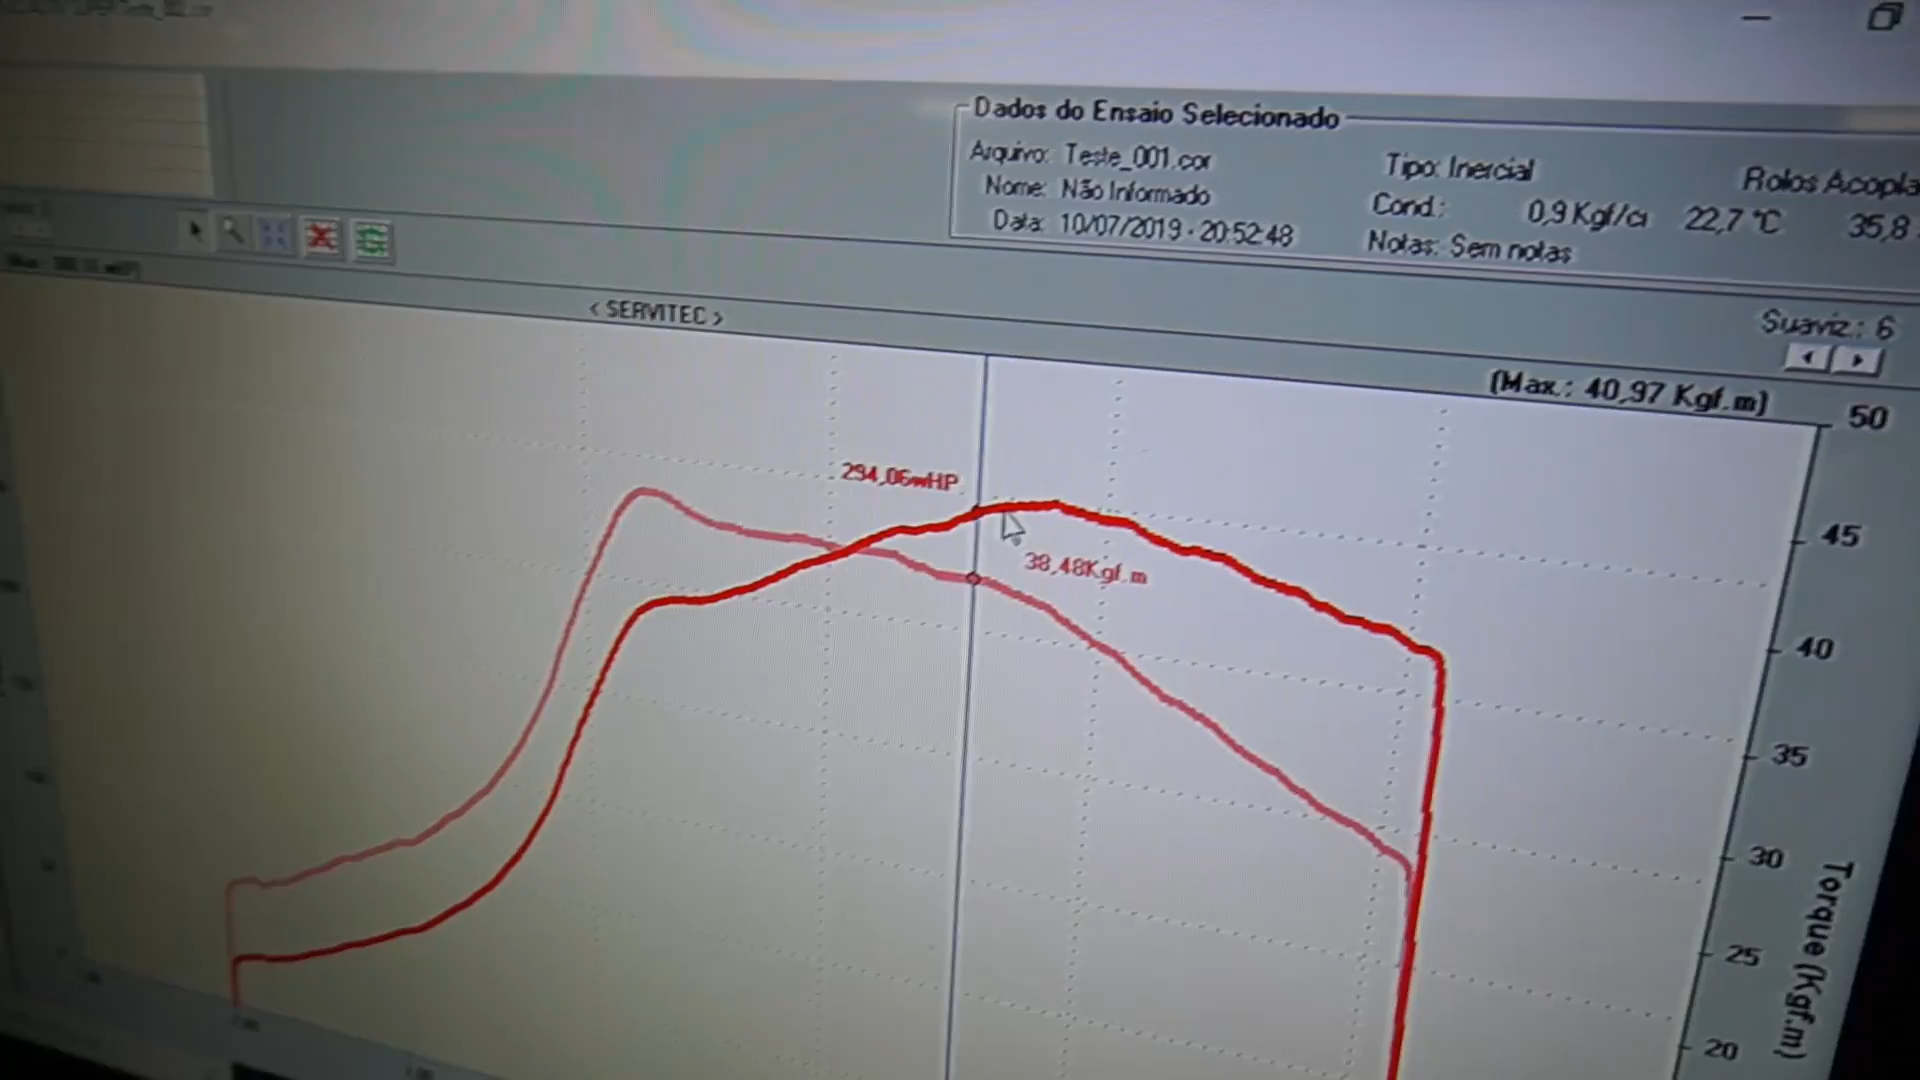 Dados do Ensaio Selecionado
Arquivo: Teste_001.cor
Nome: Não Informado
Data: 10/07/2019 - 20:52:48
Tipo: Inercial
Cond.: 0,9 Kgf/cı 22,7 °C 35,8
Notas: Sem notas
Rolos Acopla
< SERVITEC >
Suaviz.: 6
(Max.: 40,97 Kgf.m)
294,06wHP
38,48Kgf.m
50
45
40
35
30
25
20
Torque (Kgf.m)